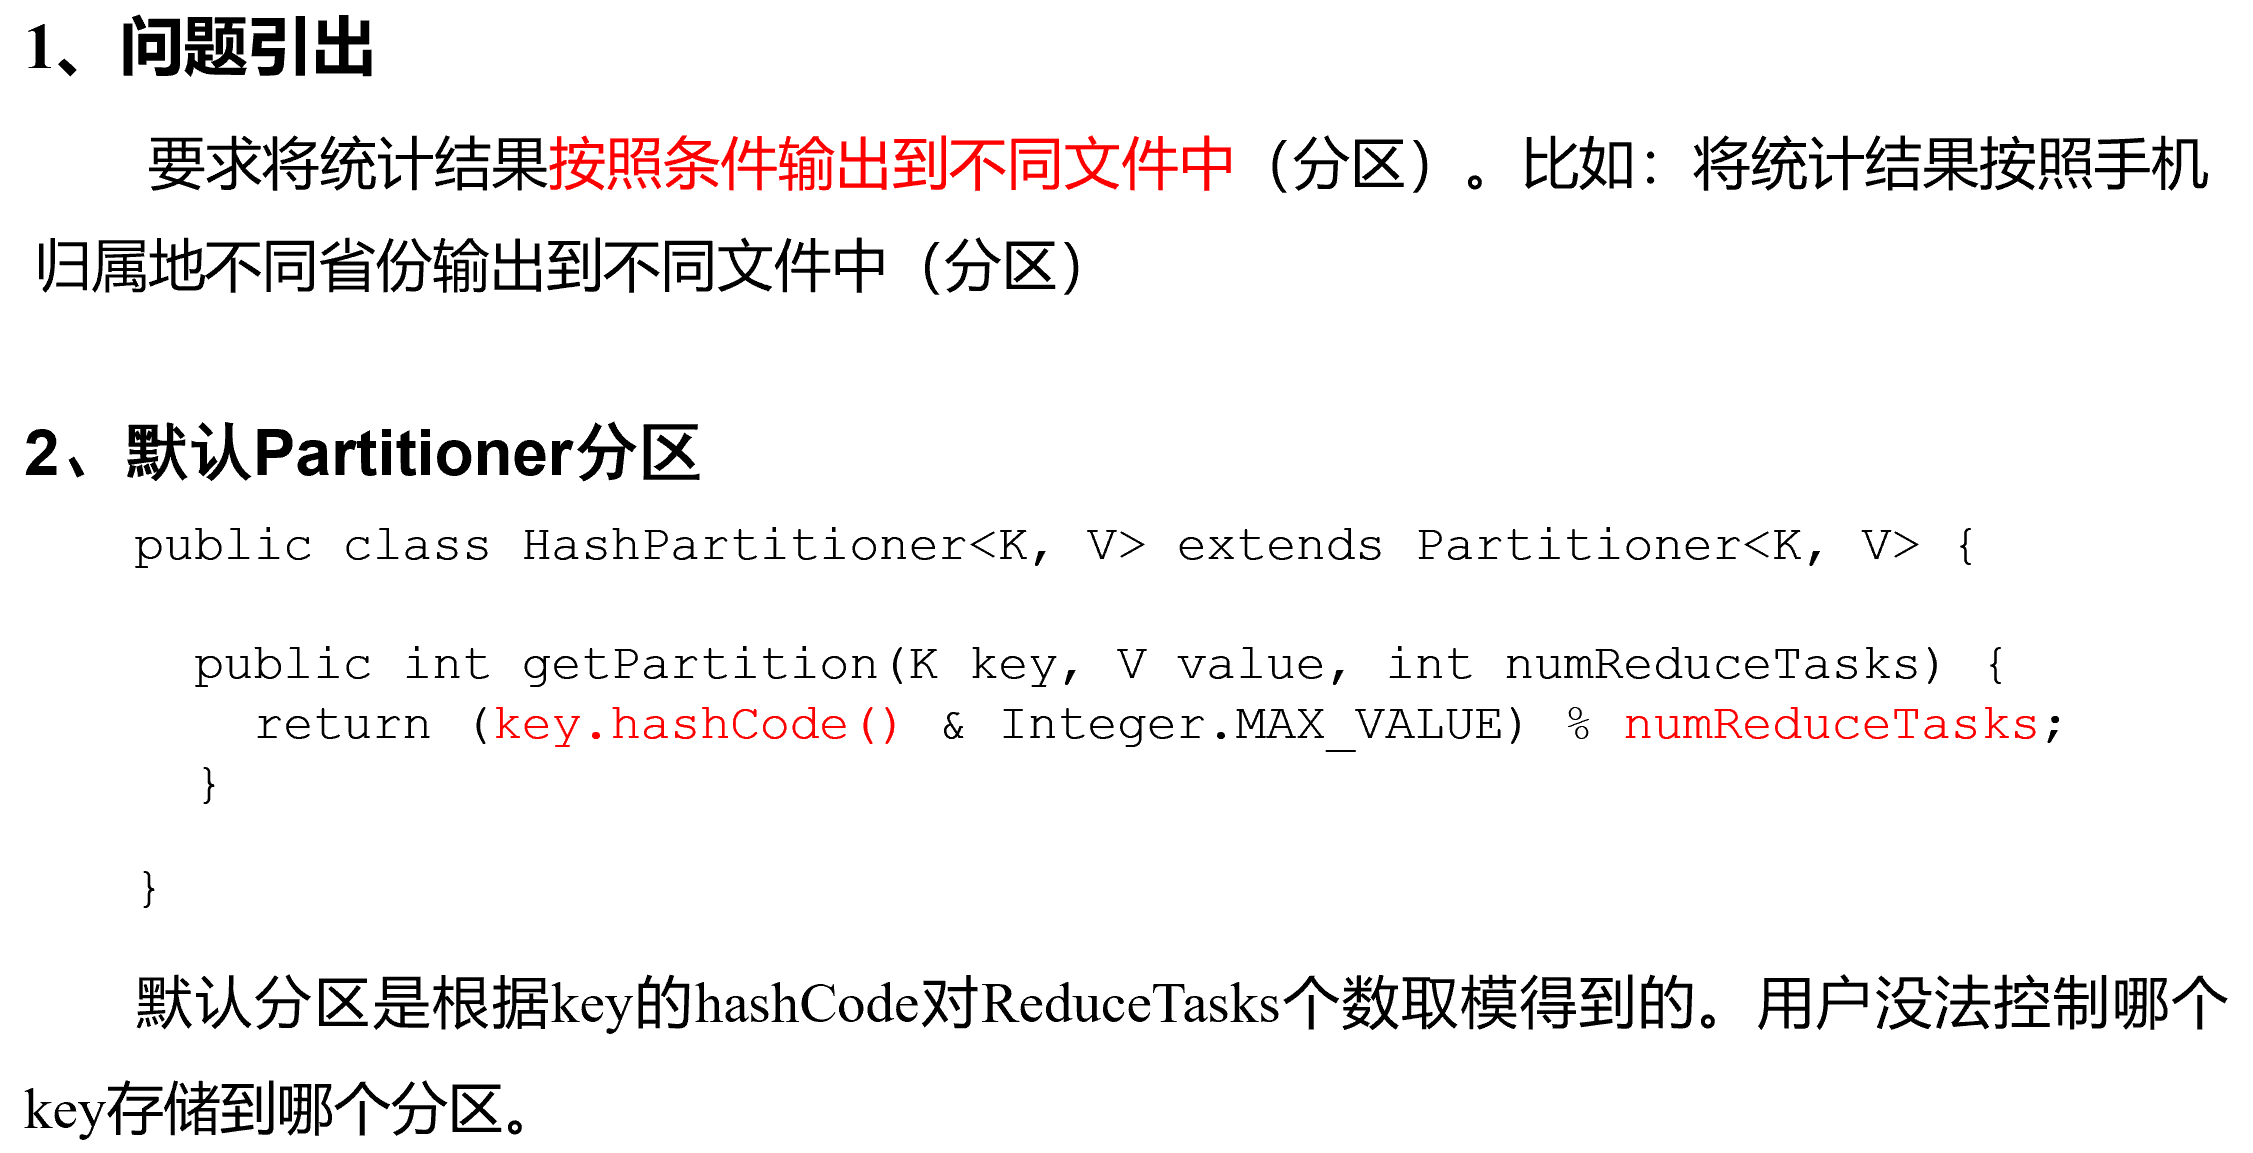 1、问题引出
要求将统计结果按照条件输出到不同文件中（分区）。比如：将统计结果按照手机
归属地不同省份输出到不同文件中（分区）
2、默认Partitioner分区
public class HashPartitioner<K, V> extends Partitioner<K, V> {
public int getPartition(K key, V value, int numReduceTasks) {
return (key.hashCode() & Integer.MAX_VALUE) % numReduceTasks;
}
}
默认分区是根据key的hashCode对ReduceTasks个数取模得到的。用户没法控制哪个
key存储到哪个分区。